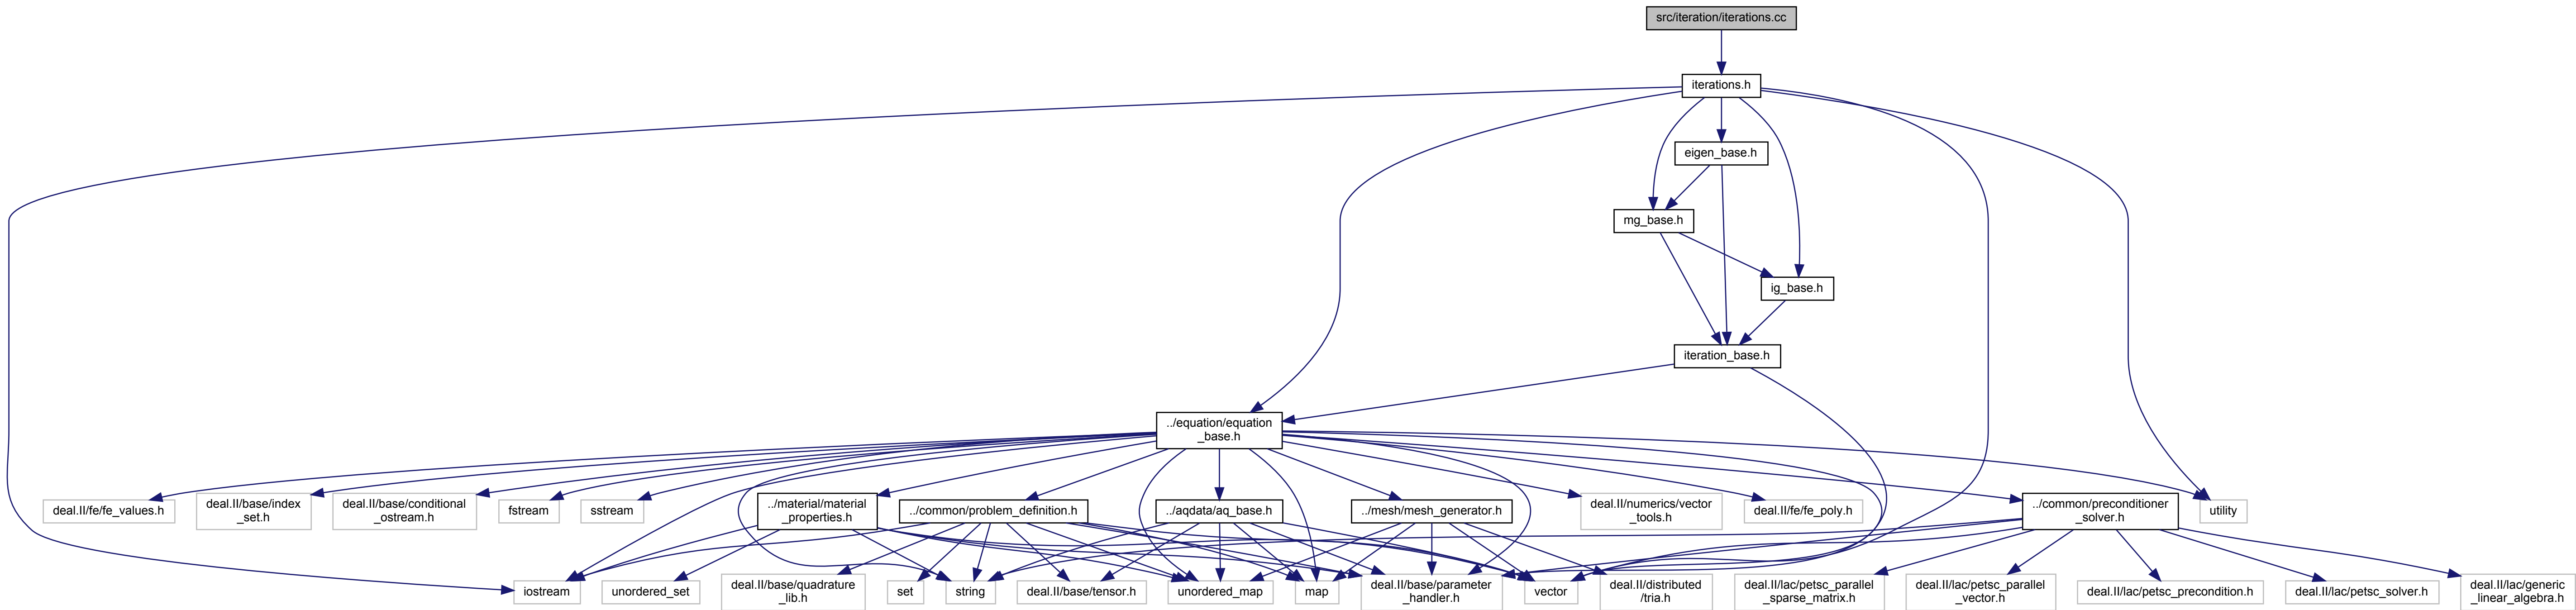 src/iteration/iterations.cc
iterations.h
eigen_base.h
mg_base.h
ig_base.h
iteration_base.h
../equation/equation
_base.h
deal.II/fe/fe_values.h
deal.II/base/index
_set.h
deal.II/base/conditional
_ostream.h
fstream
sstream
../material/material
_properties.h
../common/problem_definition.h
../aqdata/aq_base.h
../mesh/mesh_generator.h
deal.II/numerics/vector
_tools.h
deal.II/fe/fe_poly.h
../common/preconditioner
_solver.h
utility
iostream
unordered_set
deal.II/base/quadrature
_lib.h
set
string
deal.II/base/tensor.h
unordered_map
map
deal.II/base/parameter
_handler.h
vector
deal.II/distributed
/tria.h
deal.II/lac/petsc_parallel
_sparse_matrix.h
deal.II/lac/petsc_parallel
_vector.h
deal.II/lac/petsc_precondition.h
deal.II/lac/petsc_solver.h
deal.II/lac/generic
_linear_algebra.h